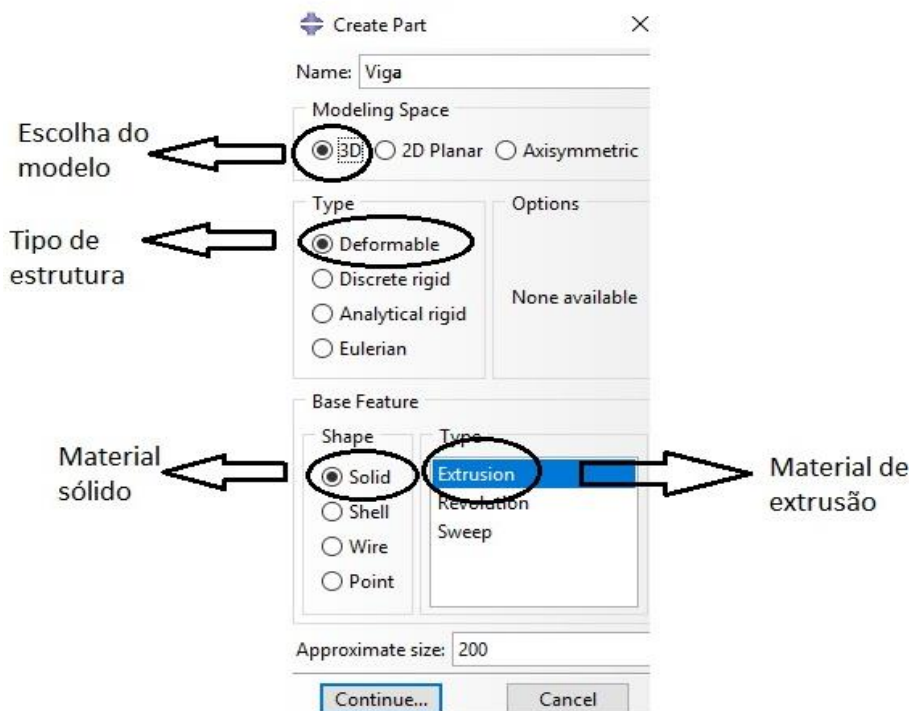 Create Part
Name: Viga
Modeling Space
Escolha do
modelo
3D 2D Planar Axisymmetric
Type
Options
Tipo de
estrutura
Deformable
Discrete rigid
None available
Analytical rigid
Eulerian
Base Feature
Shape
Type
Material
sólido
Solid
Extrusion
Material de
extrusão
Shell
Revolution
Wire
Sweep
Point
Approximate size: 200
Continue...
Cancel